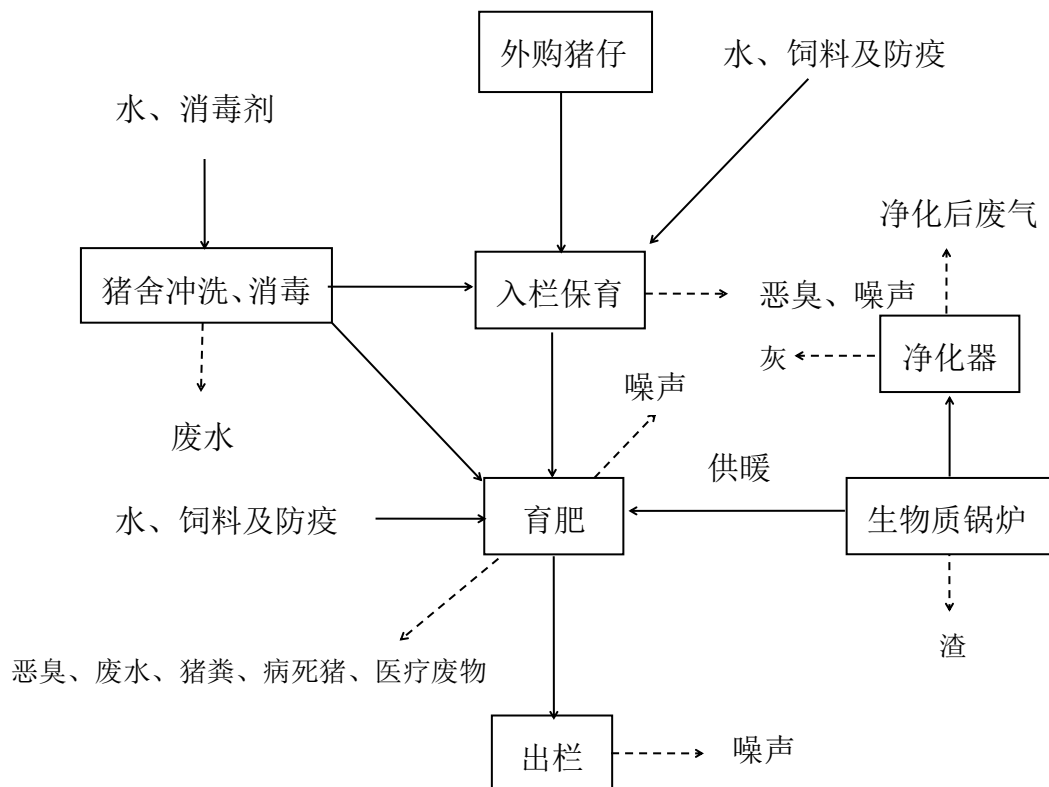 外购猪仔
水、饲料及防疫
水、消毒剂
净化后废气
猪舍冲洗、消毒
入栏保育
恶臭、噪声
灰
净化器
噪声
废水
供暖
水、饲料及防疫
育肥
生物质锅炉
渣
恶臭、废水、猪粪、病死猪、医疗废物
出栏
噪声